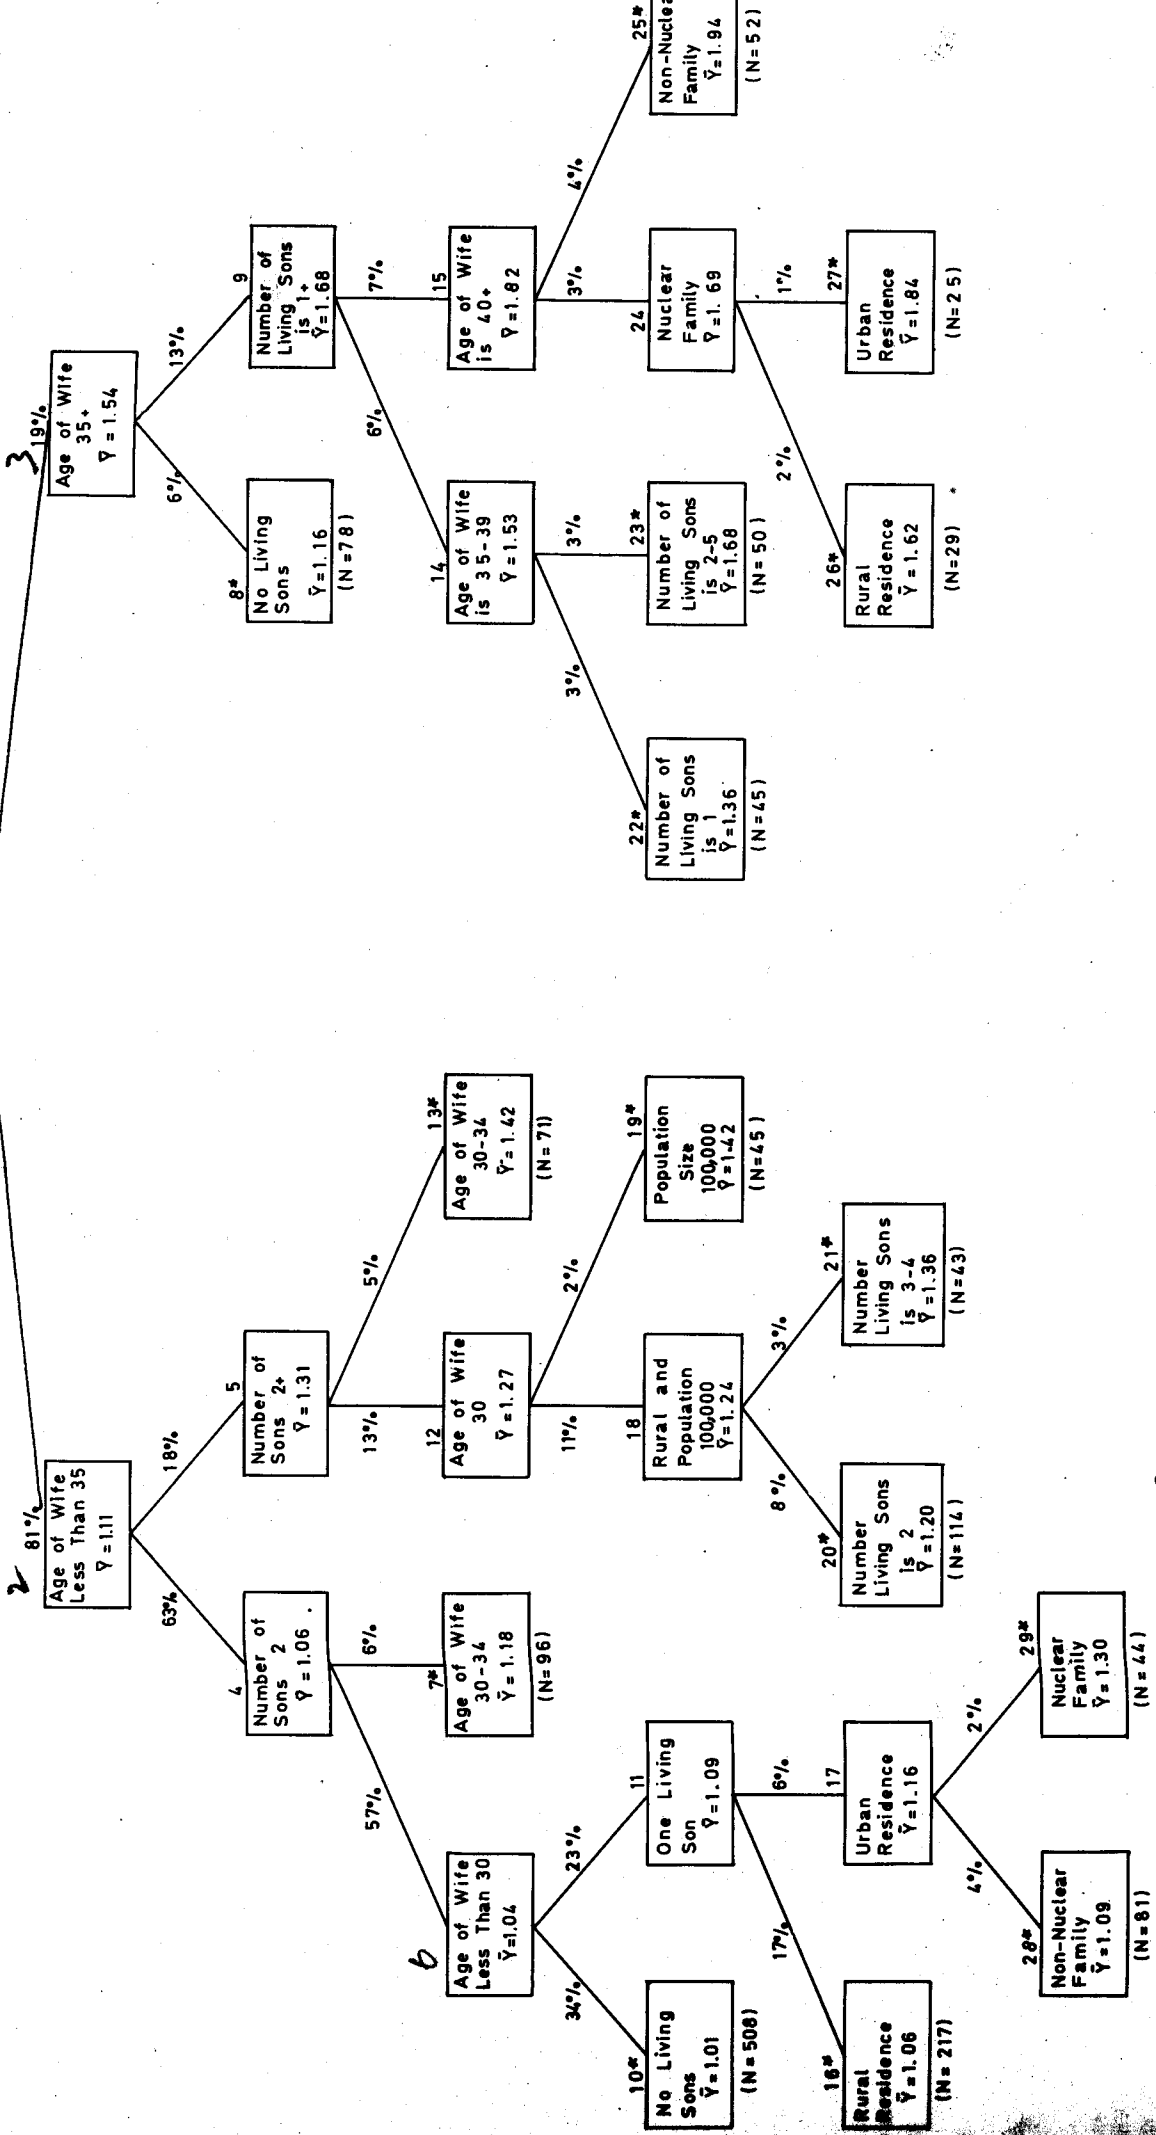 2
81%
Age of Wife
Less Than 35
Ȳ=1.11
3
19%
Age of Wife
35+
Ȳ=1.54
63%
18%
6%
13%
4
Number of
Sons 2
Ȳ=1.06
5
Number of
Sons 2+
Ȳ=1.31
8*
No Living
Sons
Ȳ=1.16
(N=78)
9
Number of
Living Sons
is 1+
Ȳ=1.68
57%
6%
13%
5%
6%
7%
6
Age of Wife
Less Than 30
Ȳ=1.04
7*
Age of Wife
30-34
Ȳ=1.18
(N=96)
12
Age of Wife
30
Ȳ=1.27
13*
Age of Wife
30-34
Ȳ=1.42
(N=71)
14
Age of Wife
is 35-39
Ȳ=1.53
15
Age of Wife
is 40+
Ȳ=1.82
34%
23%
11%
2%
3%
3%
3%
4%
10*
No Living
Sons
Ȳ=1.01
(N=508)
11
One Living
Son
Ȳ=1.09
18
Rural and
Population
100,000
Ȳ=1.24
19*
Population
Size
100,000
Ȳ=1.42
(N=45)
22*
Number of
Living Sons
is 1
Ȳ=1.36
(N=45)
23*
Number of
Living Sons
is 2-5
Ȳ=1.68
(N=50)
24
Nuclear
Family
Ȳ=1.69
25*
Non-Nuclea
Family
Ȳ=1.94
(N=52)
17%
6%
8%
3%
2%
1%
16*
Rural
Residence
Ȳ=1.06
(N=217)
17
Urban
Residence
Ȳ=1.16
20*
Number
Living Sons
is 2
Ȳ=1.20
(N=114)
21*
Number
Living Sons
is 3-4
Ȳ=1.36
(N=43)
26*
Rural
Residence
Ȳ=1.62
(N=29)
27*
Urban
Residence
Ȳ=1.84
(N=25)
4%
2%
28*
Non-Nuclear
Family
Ȳ=1.09
(N=81)
29*
Nuclear
Family
Ȳ=1.30
(N=44)